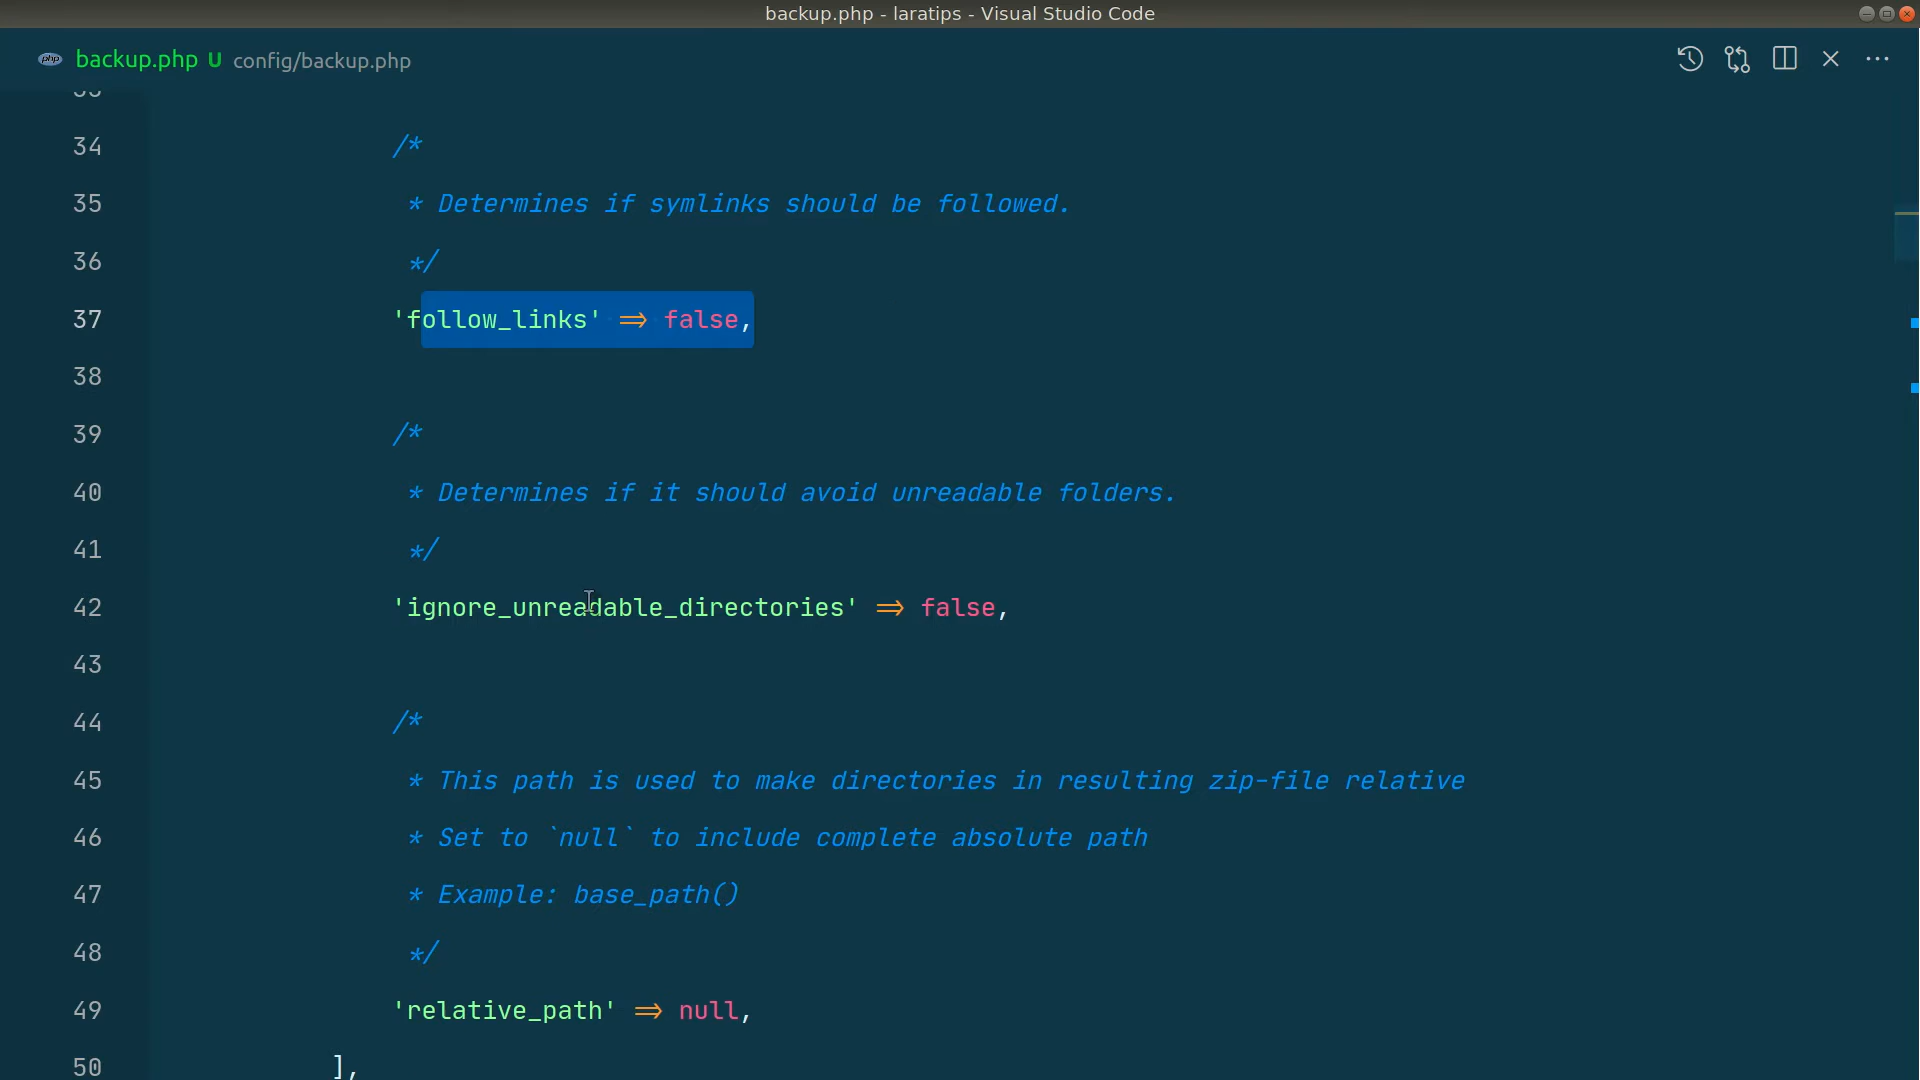 backup.php - laratips - Visual Studio Code
php backup.php U config/backup.php
34 /*
35 * Determines if symlinks should be followed.
36 */
37 'follow_links' => false,
38
39 /*
40 * Determines if it should avoid unreadable folders.
41 */
42 'ignore_unreadable_directories' => false,
43
44 /*
45 * This path is used to make directories in resulting zip-file relative
46 * Set to `null` to include complete absolute path
47 * Example: base_path()
48 */
49 'relative_path' => null,
50 ],